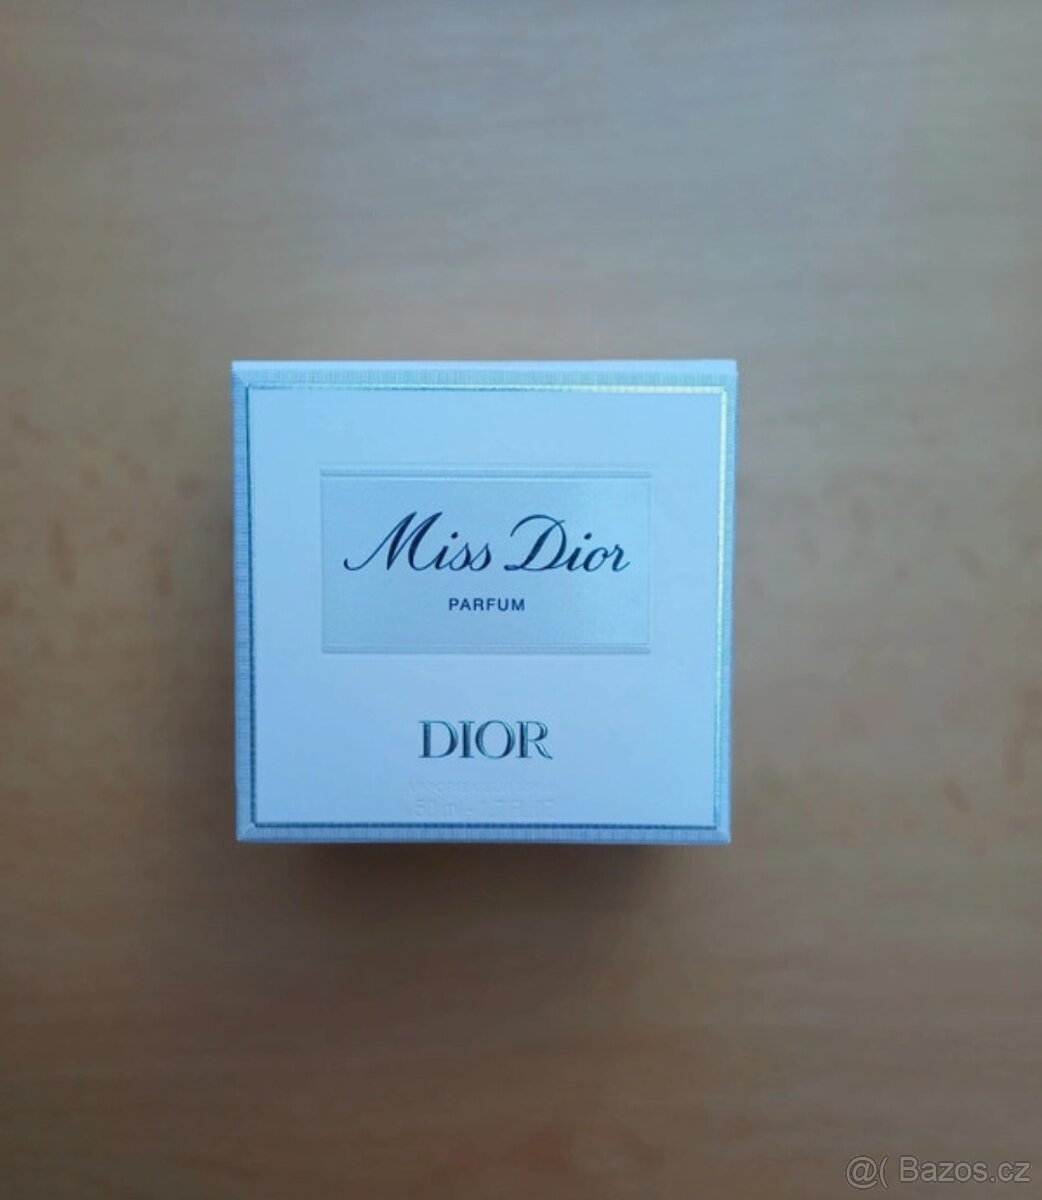 Miss Dior
PARFUM
DIOR
50 ml
@( Bazos.cz